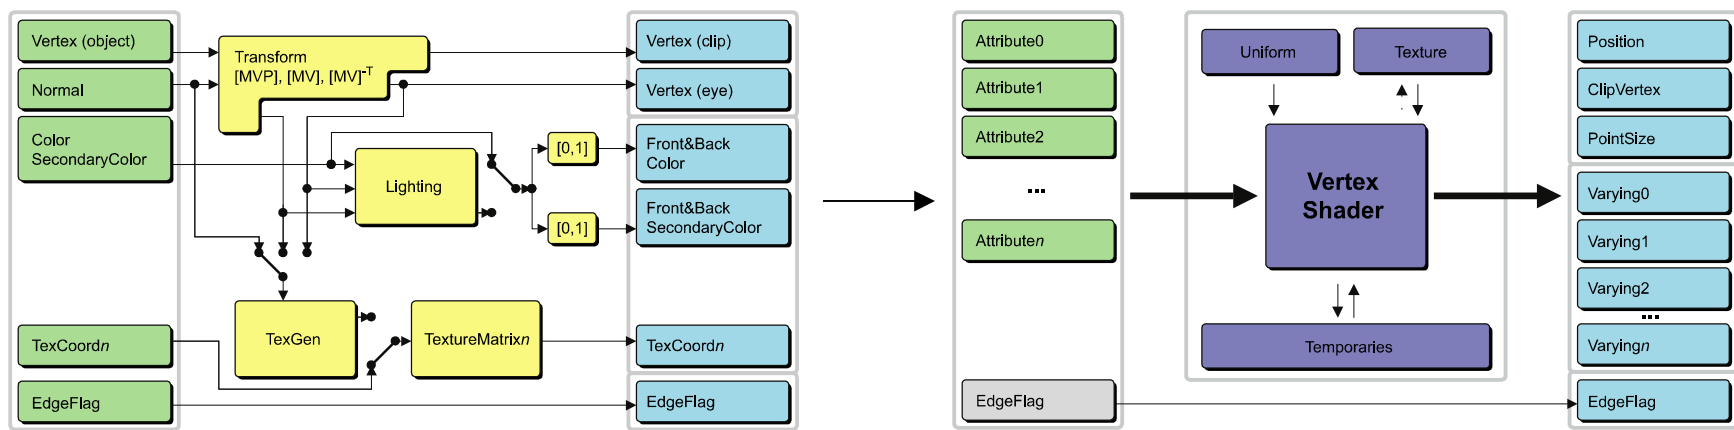 Vertex (object)
Normal
Color
SecondaryColor
TexCoordn
EdgeFlag
Transform
[MVP], [MV], [MV]-T
Lighting
[0,1]
[0,1]
TexGen
TextureMatrixn
Vertex (clip)
Vertex (eye)
Front&Back
Color
Front&Back
SecondaryColor
TexCoordn
EdgeFlag
Attribute0
Attribute1
Attribute2
...
Attributen
EdgeFlag
Uniform
Texture
Vertex
Shader
Temporaries
Position
ClipVertex
PointSize
Varying0
Varying1
Varying2
...
Varyingn
EdgeFlag